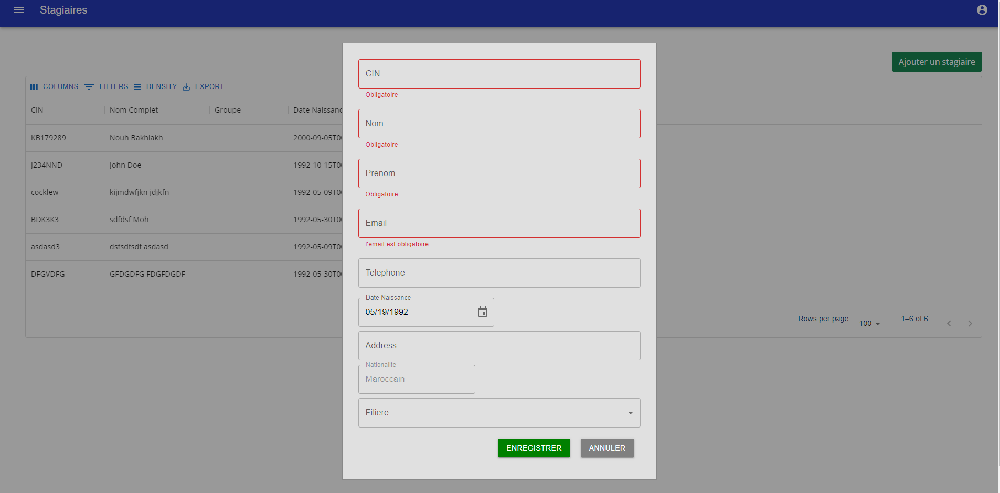 Stagiaires
Ajouter un stagiaire
COLUMNS FILTERS DENSITY EXPORT
CIN Nom Complet Groupe Date Naissanc
KB179289 Nouh Bakhlakh 2000-09-05T0
J234NND John Doe 1992-10-15T0
cocklew kijmdwfjkn jdjkfn 1992-05-09T0
BDK3K3 sdfdsf Moh 1992-05-30T0
asdasd3 dsfsdfsdf asdasd 1992-05-09T0
DFGVDFG GFDGDFG FDGFDGDF 1992-05-30T0
Rows per page: 100 1–6 of 6
CIN
Obligatoire
Nom
Obligatoire
Prenom
Obligatoire
Email
l'email est obligatoire
Telephone
Date Naissance
05/19/1992
Address
Nationalite
Maroccain
Filiere
ENREGISTRER ANNULER